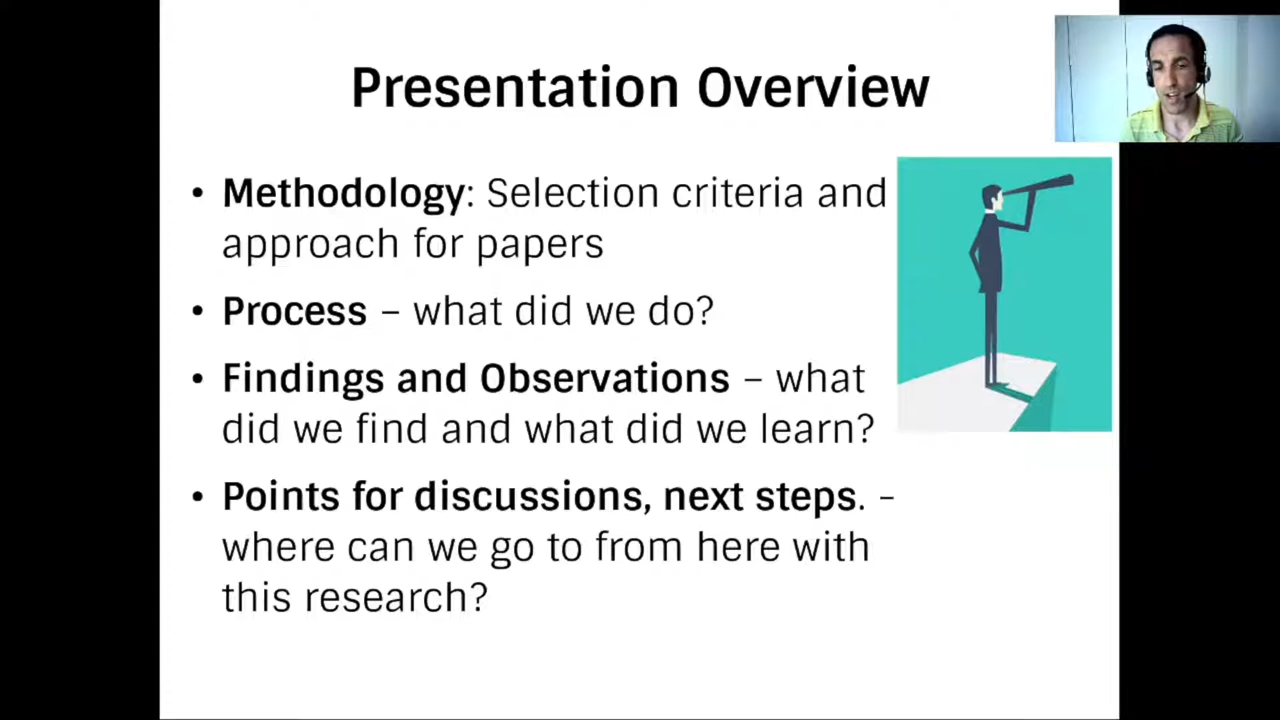 Presentation Overview
• Methodology: Selection criteria and
approach for papers
• Process – what did we do?
• Findings and Observations – what
did we find and what did we learn?
• Points for discussions, next steps. –
where can we go to from here with
this research?